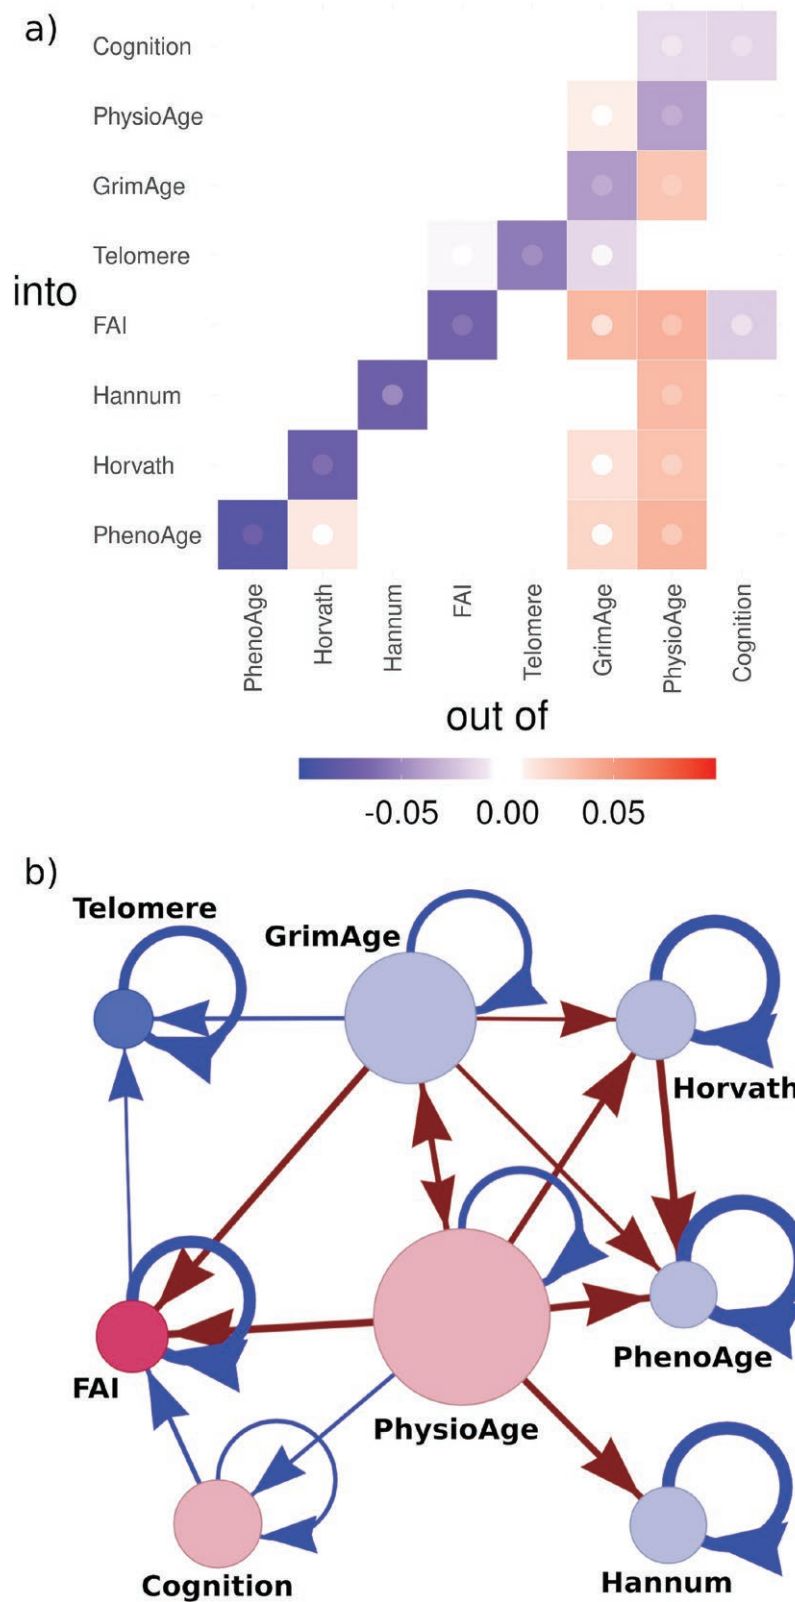 a)
Cognition
PhysioAge
GrimAge
Telomere
into
FAI
Hannum
Horvath
PhenoAge
PhenoAge
Horvath
Hannum
FAI
Telomere
GrimAge
PhysioAge
Cognition
out of
-0.05 0.00 0.05
b)
Telomere
GrimAge
Horvath
FAI
PhenoAge
PhysioAge
Cognition
Hannum